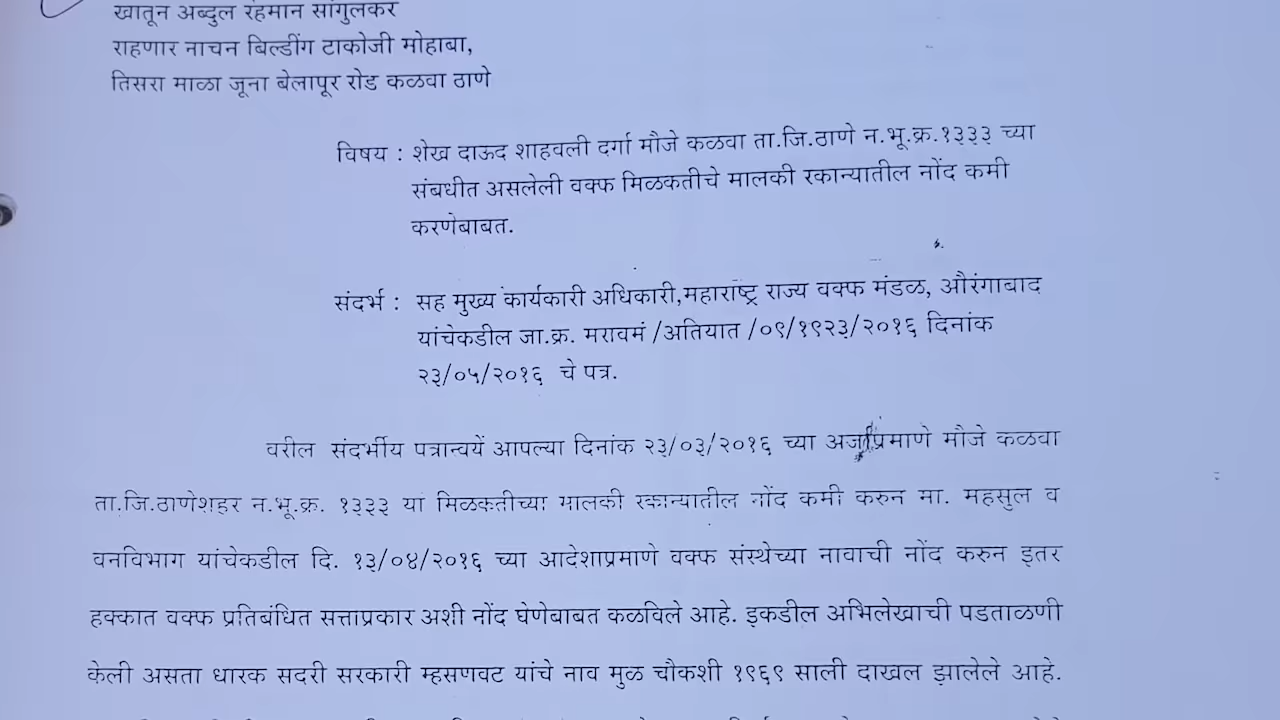 खातून अब्दुल रहमान सांगुलकर
राहणार नाचन बिल्डींग टाकोजी मोहाबा,
तिसरा माळा जूना बेलापूर रोड कळवा ठाणे
विषय : शेख दाऊद शाहवली दर्गा मौजे कळवा ता.जि.ठाणे न.भू.क्र.१३३३ च्या
संबधीत असलेली वक्फ मिळकतीचे मालकी रकान्यातील नोंद कमी
करणेबाबत.
संदर्भ : सह मुख्य कार्यकारी अधिकारी,महाराष्ट्र राज्य वक्फ मंडळ, औरंगाबाद
यांचेकडील जा.क्र. मरावमं /अतियात /०९/१९२३/२०१६ दिनांक
२३/०५/२०१६ चे पत्र.
वरील संदर्भीय पत्रान्वयें आपल्या दिनांक २३/०३/२०१६ च्या अर्जाप्रमाणे मौजे कळवा
ता.जि.ठाणेशहर न.भू.क्र. १३३३ या मिळकतीच्या मालकी रकान्यातील नोंद कमी करुन मा. महसुल व
वनविभाग यांचेकडील दि. १३/०४/२०१६ च्या आदेशाप्रमाणे वक्फ संस्थेच्या नावाची नोंद करुन इतर
हक्कात वक्फ प्रतिबंधित सत्ताप्रकार अशी नोंद घेणेबाबत कळविले आहे. इकडील अभिलेखाची पडताळणी
केली असता धारक सदरी सरकारी म्हसणवट यांचे नाव मुळ चौकशी १९६९ साली दाखल झालेले आहे.